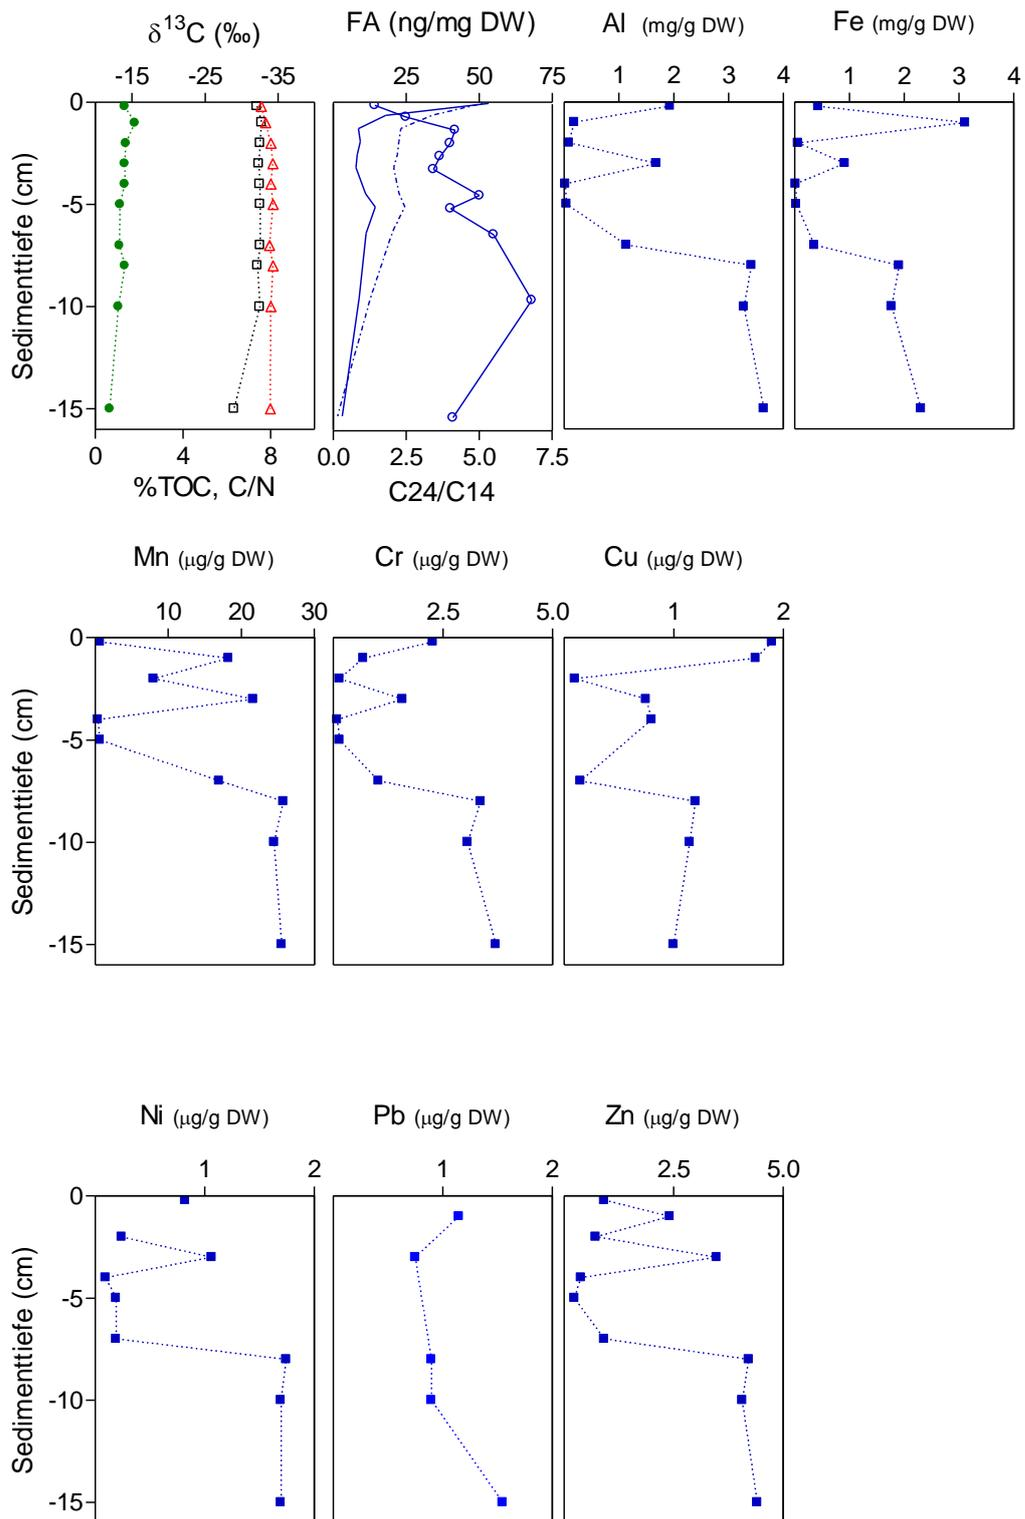 δ13C (‰) FA (ng/mg DW) Al (mg/g DW) Fe (mg/g DW)
-15 -25 -35 25 50 75 1 2 3 4 1 2 3 4
0
-5
-10
-15
Sedimenttiefe (cm)
0 4 8 0.0 2.5 5.0 7.5
%TOC, C/N C24/C14
Mn (μg/g DW) Cr (μg/g DW) Cu (μg/g DW)
10 20 30 2.5 5.0 1 2
0
-5
-10
-15
Sedimenttiefe (cm)
Ni (μg/g DW) Pb (μg/g DW) Zn (μg/g DW)
1 2 1 2 2.5 5.0
0
-5
-10
-15
Sedimenttiefe (cm)